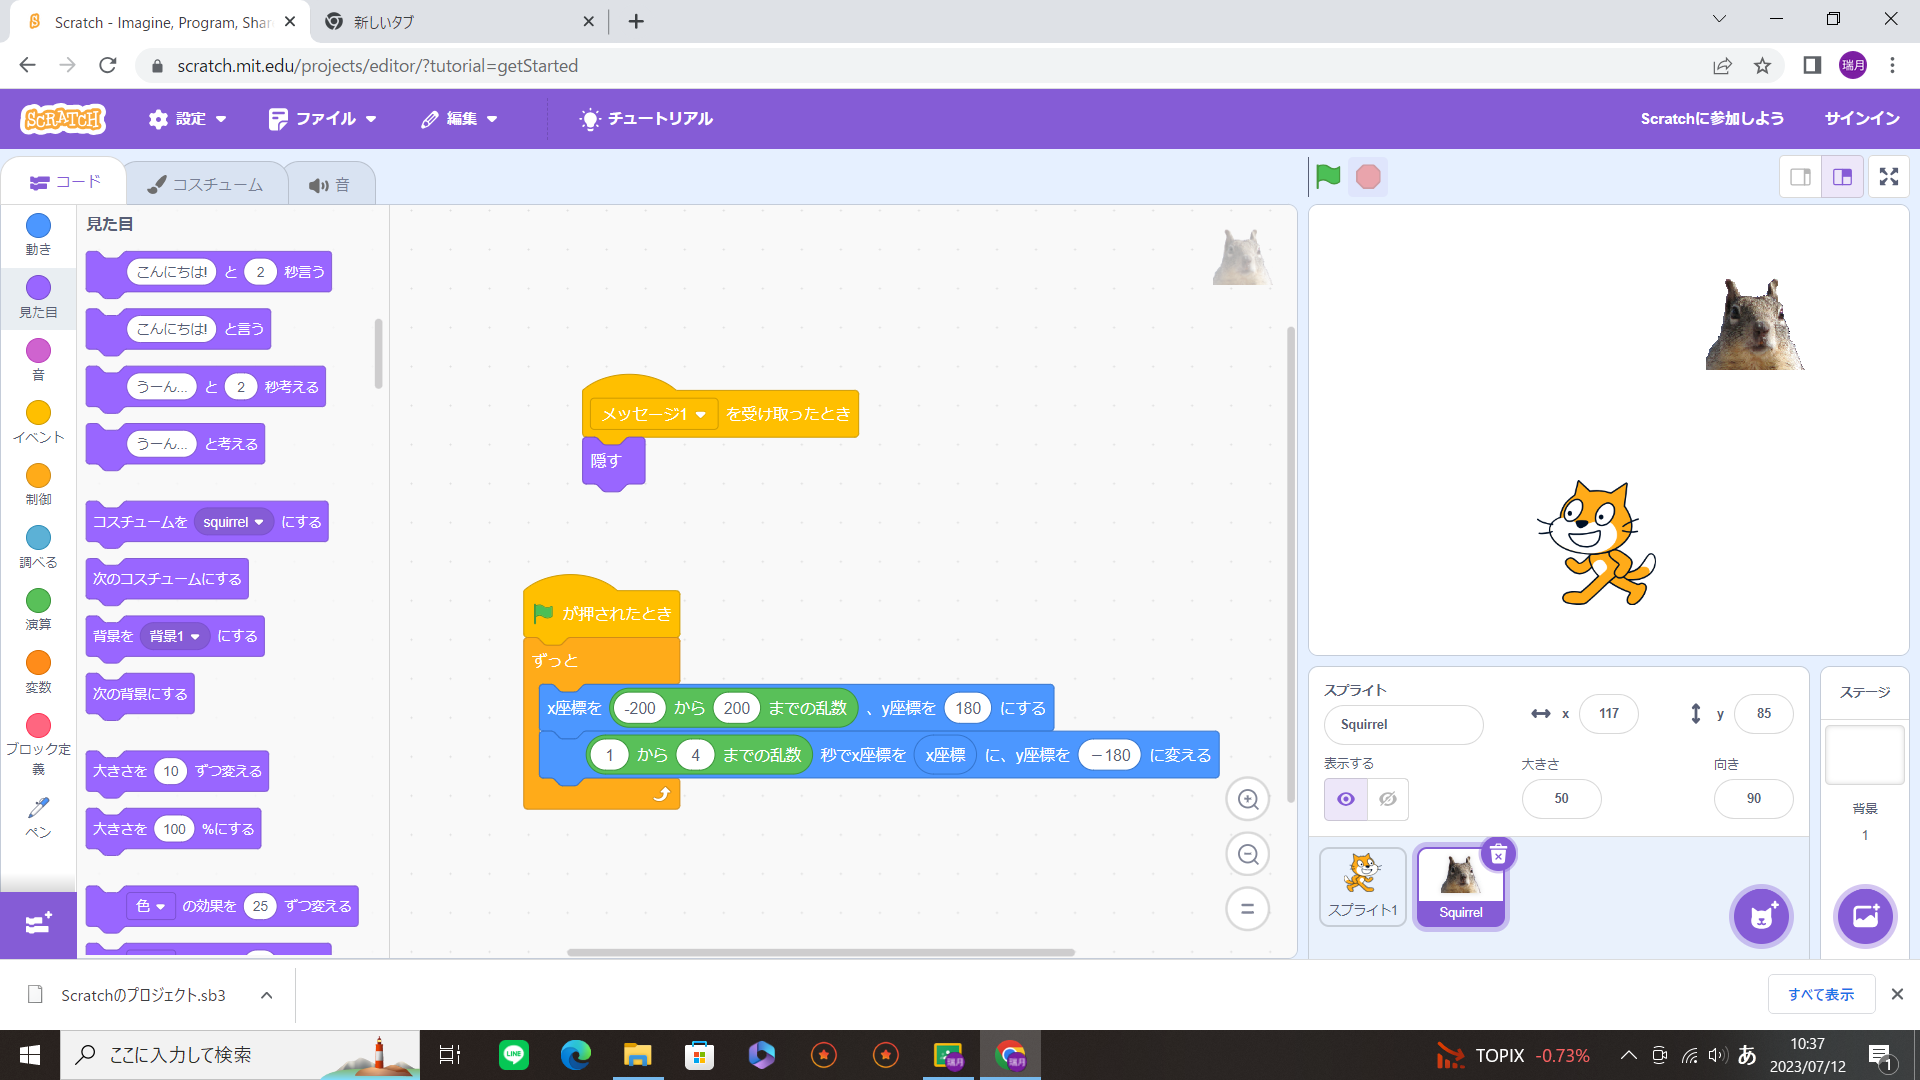 Scratch - Imagine, Program, Shar
新しいタブ
scratch.mit.edu/projects/editor/?tutorial=getStarted
瑞月
SCRATCH
設定
ファイル
編集
チュートリアル
Scratchに参加しよう
サインイン
コード
コスチューム
音
動き
見た目
音
イベント
制御
調べる
演算
変数
ブロック定
義
ペン
見た目
こんにちは! と 2 秒言う
こんにちは! と言う
うーん... と 2 秒考える
うーん... と考える
コスチュームを squirrel にする
次のコスチュームにする
背景を 背景1 にする
次の背景にする
大きさを 10 ずつ変える
大きさを 100 %にする
色 の効果を 25 ずつ変える
メッセージ1 を受け取ったとき
隠す
が押されたとき
ずっと
x座標を -200 から 200 までの乱数 、y座標を 180 にする
1 から 4 までの乱数 秒でx座標を x座標 に、y座標を －180 に変える
スプライト
Squirrel
x 117
y 85
表示する
大きさ
50
向き
90
スプライト1
Squirrel
ステージ
背景
1
Scratchのプロジェクト.sb3
すべて表示
ここに入力して検索
LINE
瑞月
瑞月
TOPIX -0.73%
あ
10:37
2023/07/12
1